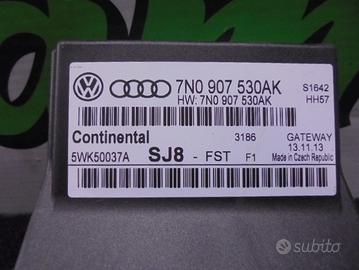 7N0 907 530AK
HW: 7N0 907 530AK
S1642
HH57
Continental
3186
GATEWAY
13.11.13
5WK50037A
SJ8 - FST F1
Made in Czech Republic
subito